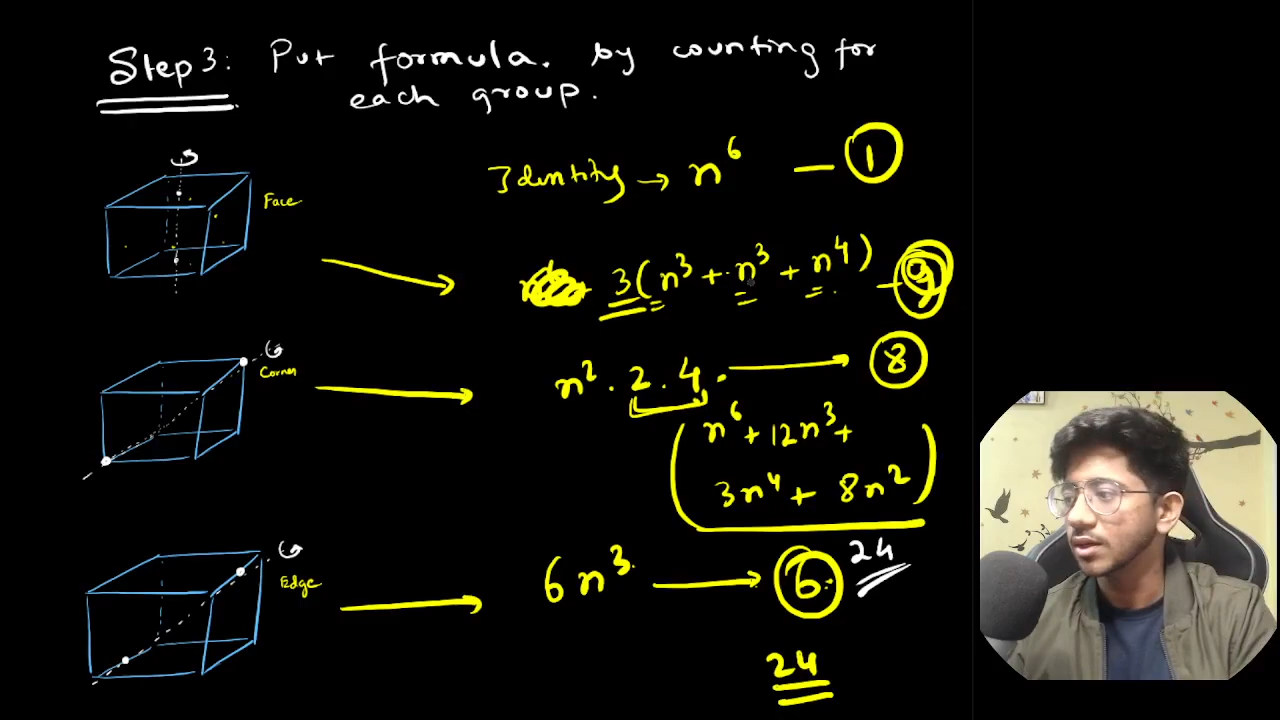 Step 3: Put formula. by counting for
each group.
Identity → n⁶ — 1
Face
3(n³ + n³ + n⁴) - 9
Corner
n² · 2 . 4 . → 8
(n⁶ + 12n³ +
3n⁴ + 8n²)
24
Edge
6n³ → 6
24